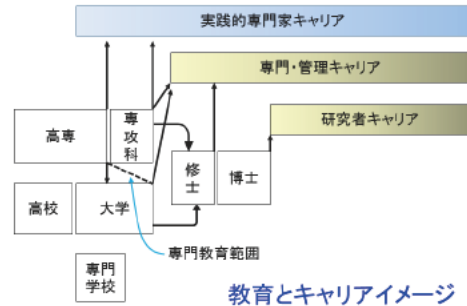 実践的専門家キャリア
専門・管理キャリア
研究者キャリア
高専
専攻科
修士
博士
高校
大学
専門教育範囲
専門
学校
教育とキャリアイメージ